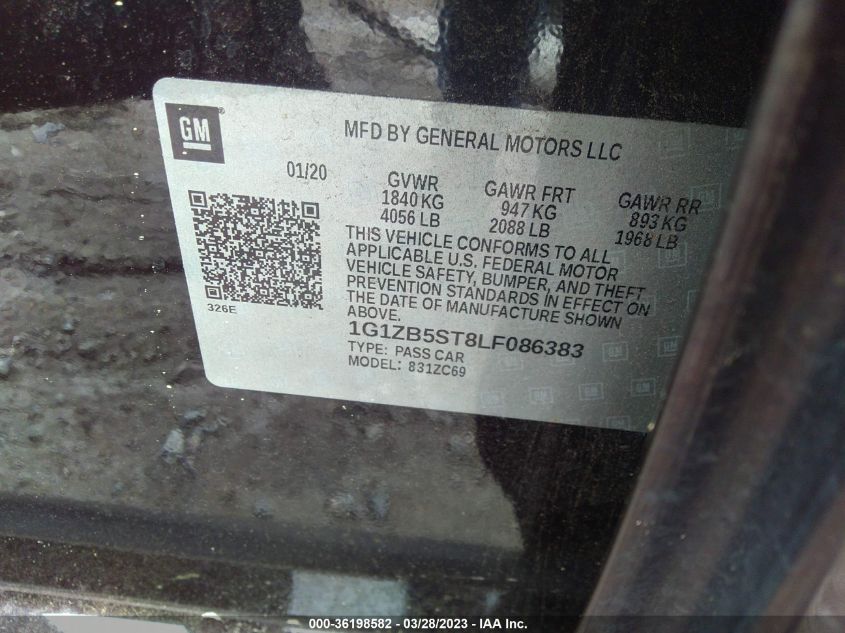 GM®
MFD BY GENERAL MOTORS LLC
01/20
GVWR
1840 KG
4056 LB
GAWR FRT
947 KG
2088 LB
GAWR RR
893 KG
1968 LB
THIS VEHICLE CONFORMS TO ALL
APPLICABLE U.S. FEDERAL MOTOR
VEHICLE SAFETY, BUMPER, AND THEFT
PREVENTION STANDARDS IN EFFECT ON
THE DATE OF MANUFACTURE SHOWN
ABOVE.
326E
1G1ZB5ST8LF086383
TYPE: PASS CAR
MODEL: 831ZC69
000-36198582 / 03/28/2023 / IAA Inc.